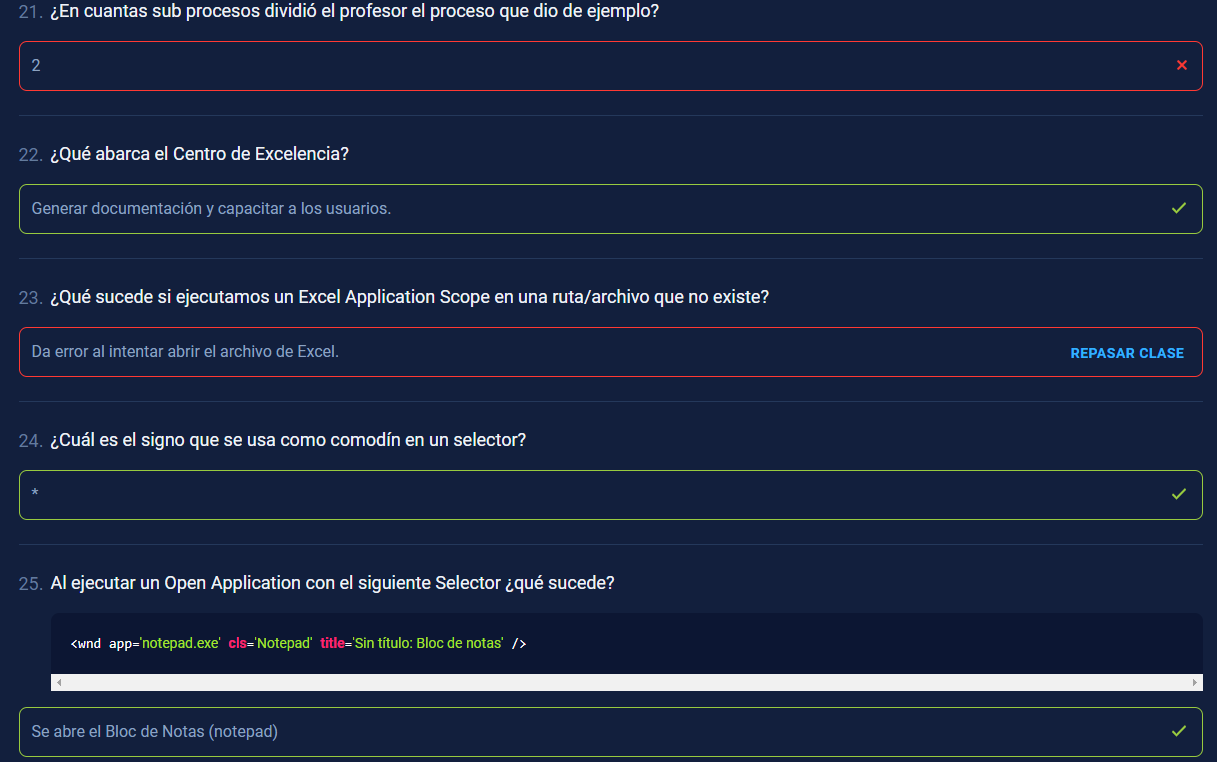 21. ¿En cuantas sub procesos dividió el profesor el proceso que dio de ejemplo?
2
22. ¿Qué abarca el Centro de Excelencia?
Generar documentación y capacitar a los usuarios.
23. ¿Qué sucede si ejecutamos un Excel Application Scope en una ruta/archivo que no existe?
Da error al intentar abrir el archivo de Excel.
REPASAR CLASE
24. ¿Cuál es el signo que se usa como comodín en un selector?
*
25. Al ejecutar un Open Application con el siguiente Selector ¿qué sucede?
<wnd app='notepad.exe' cls='Notepad' title='Sin título: Bloc de notas' />
Se abre el Bloc de Notas (notepad)